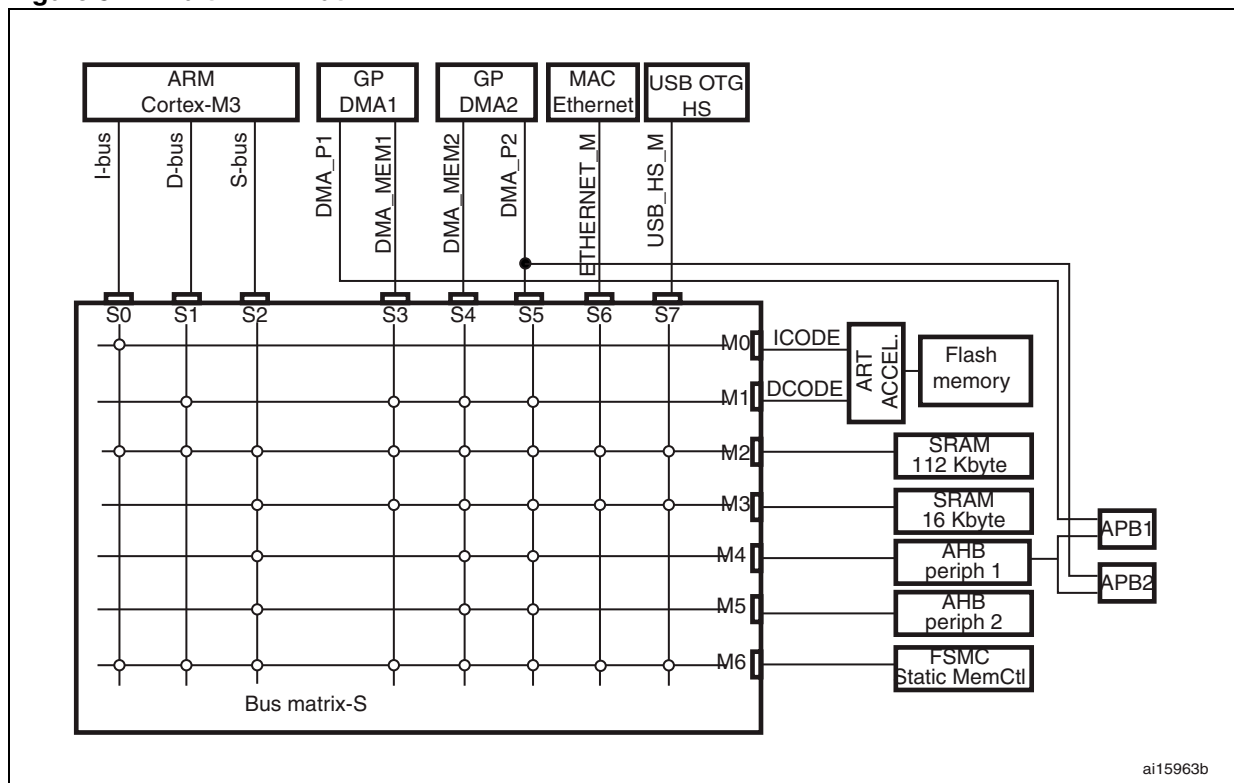 ARM
Cortex-M3
GP
DMA1
GP
DMA2
MAC
Ethernet
USB OTG
HS
I-bus
D-bus
S-bus
DMA_P1
DMA_MEM1
DMA_MEM2
DMA_P2
ETHERNET_M
USB_HS_M
S0
S1
S2
S3
S4
S5
S6
S7
M0
ICODE
M1
DCODE
ART
ACCEL.
Flash
memory
M2
SRAM
112 Kbyte
M3
SRAM
16 Kbyte
M4
AHB
periph 1
APB1
APB2
M5
AHB
periph 2
M6
FSMC
Static MemCtl
Bus matrix-S
ai15963b